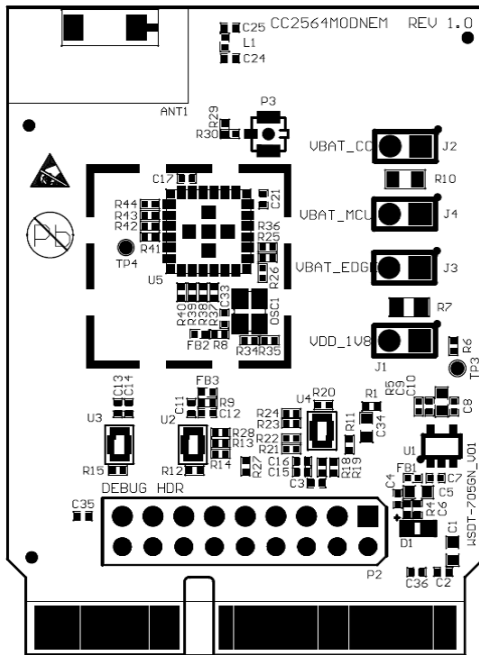 C25 CC2564MODNEM REV 1.0
L1
C24
ANT1
R29
R30
P3
VBAT_CC
J2
C17
R10
C21
R44
R43
R42
R41
VBAT_MCU
J4
R36
R25
TP4
Pb
U5
R26
VBAT_EDGE
J3
R40
R39
R38
R37
C33
OSC1
R7
FB2 R8
VDD_1V8
J1
R34 R35
R6
TP3
C13
C14
FB3
R9
C11
C12
R20
U4
R1
R5
C9
C10
C8
U3
U2
R24
R23
R11
C34
R28
R13
R22
R21
U1
R14
R15
R12
R27
C16
C15
C3
R18
R19
FB1
C7
C4
C5
C6
R4
WSDT-705GN_V01
DEBUG HDR
C35
D1
C1
P2
C36 C2